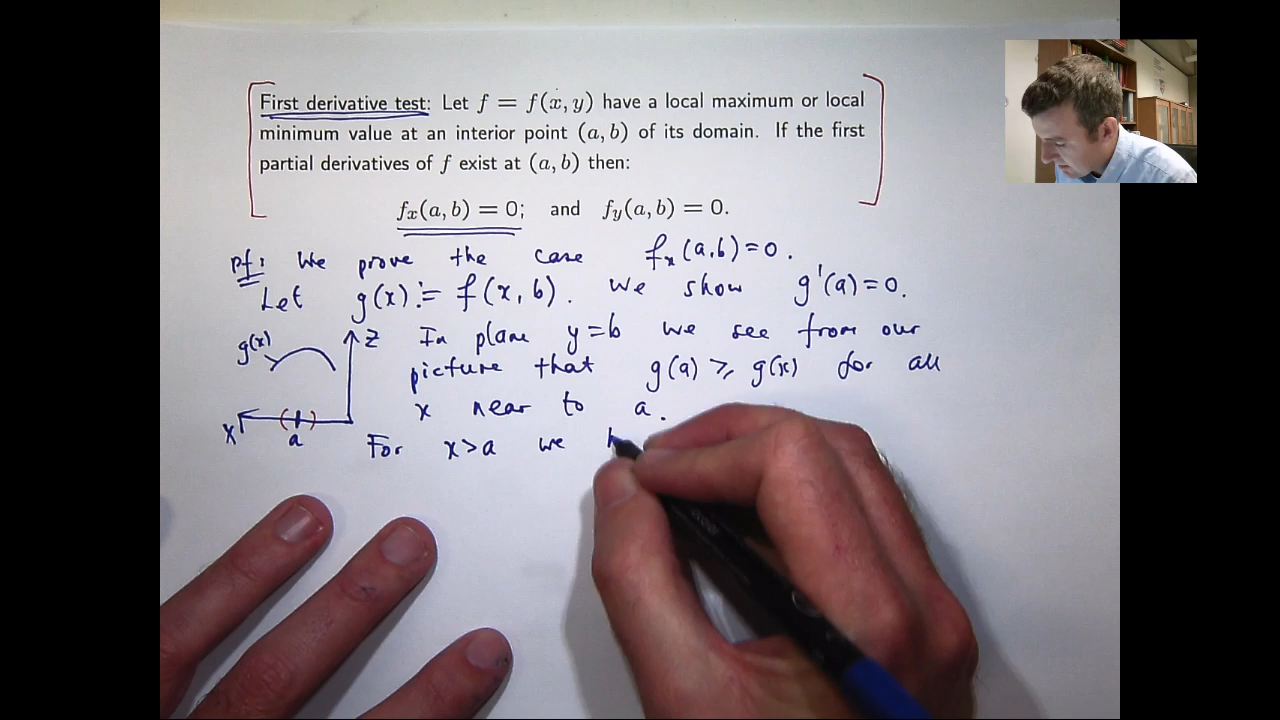 First derivative test: Let f = f(x, y) have a local maximum or local
minimum value at an interior point (a, b) of its domain. If the first
partial derivatives of f exist at (a, b) then:
fx(a, b) = 0; and fy(a, b) = 0.
Pf: We prove the case fx(a,b)=0.
Let g(x) := f(x, b). We show g'(a)=0.
g(x)
z
x
a
In plane y=b we see from our
picture that g(a) ≥ g(x) for all
x near to a.
For x>a we h